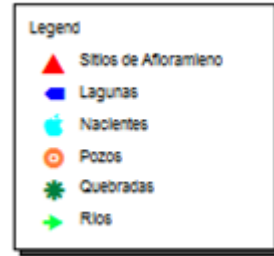 Legend
Sitios de Afloramieno
Lagunas
Nacientes
Pozos
Quebradas
Rios